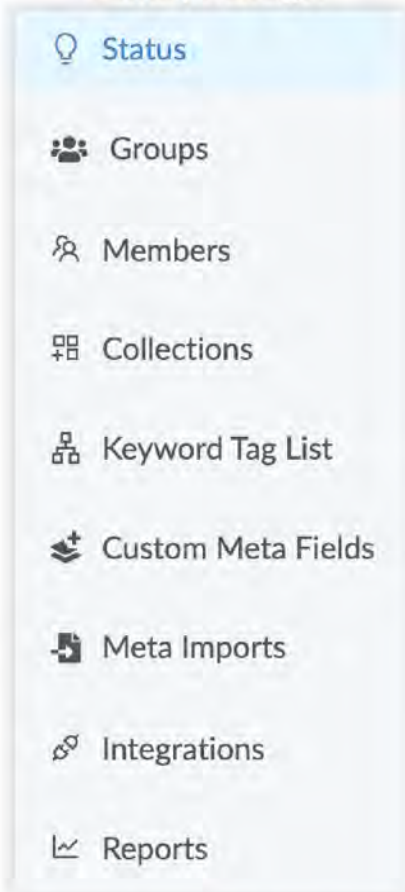 Status
Groups
Members
Collections
Keyword Tag List
Custom Meta Fields
Meta Imports
Integrations
Reports